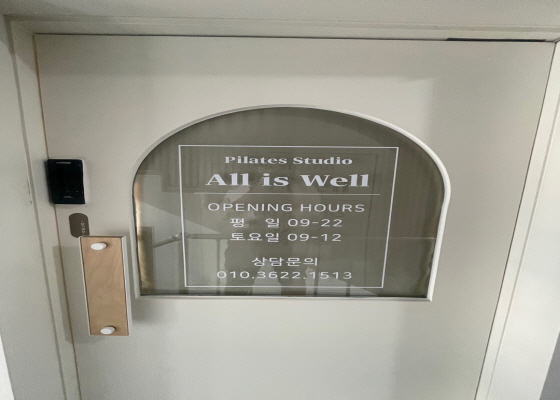 Pilates Studio
All is Well
OPENING HOURS
평 일 09-22
토요일 09-12
상담문의
010.3622.1513